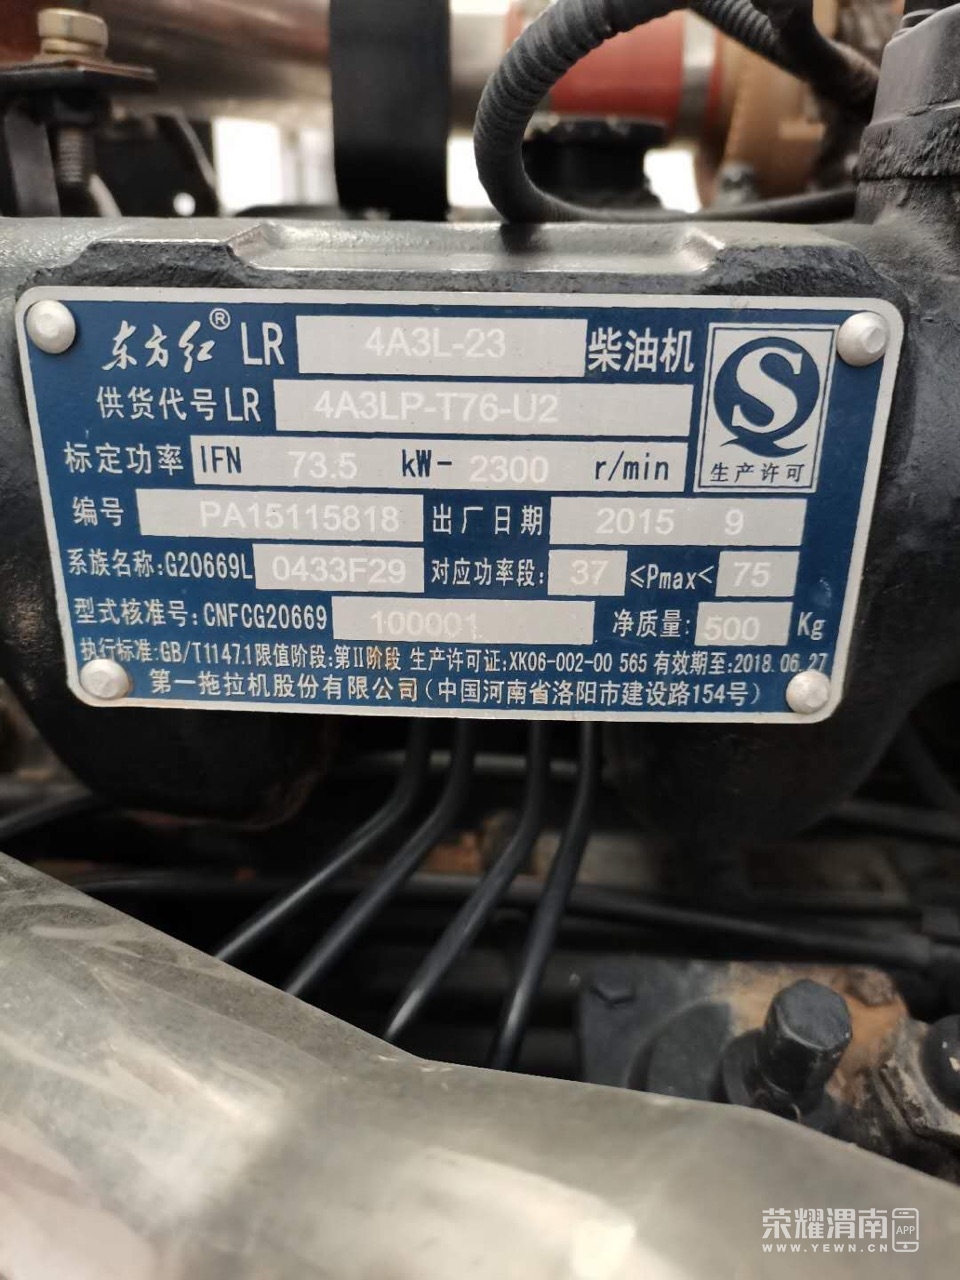 东方红® LR 4A3L-23 柴油机
供货代号 LR 4A3LP-T76-U2
标定功率 IFN 73.5 kW- 2300 r/min
生产许可
编号 PA15115818 出厂日期 2015 9
系族名称:G20669L 0433F29 对应功率段: 37 ≤Pmax< 75
型式核准号: CNFCG20669 100001 净质量: 500 Kg
执行标准:GB/T1147.1 限值阶段:第II阶段 生产许可证:XK06-002-00 565 有效期至:2018.06.27
第一拖拉机股份有限公司(中国河南省洛阳市建设路154号)
荣耀渭南 APP
WWW.YEWN.CN